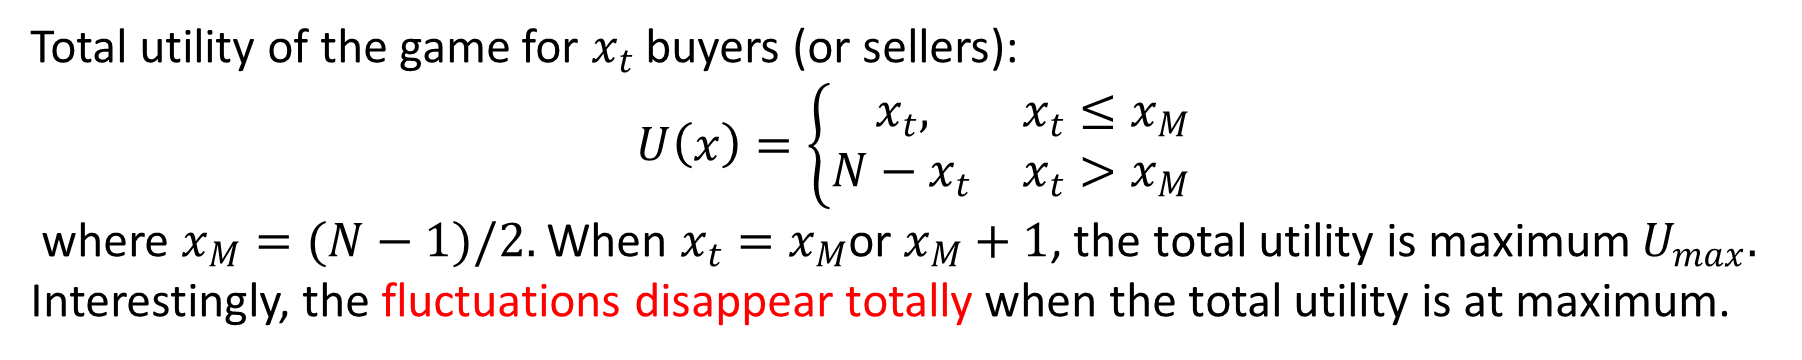 Total utility of the game for x_t buyers (or sellers):
U(x) = { x_t, x_t ≤ x_M
N − x_t x_t > x_M
where x_M = (N − 1)/2. When x_t = x_M or x_M + 1, the total utility is maximum U_max.
Interestingly, the fluctuations disappear totally when the total utility is at maximum.